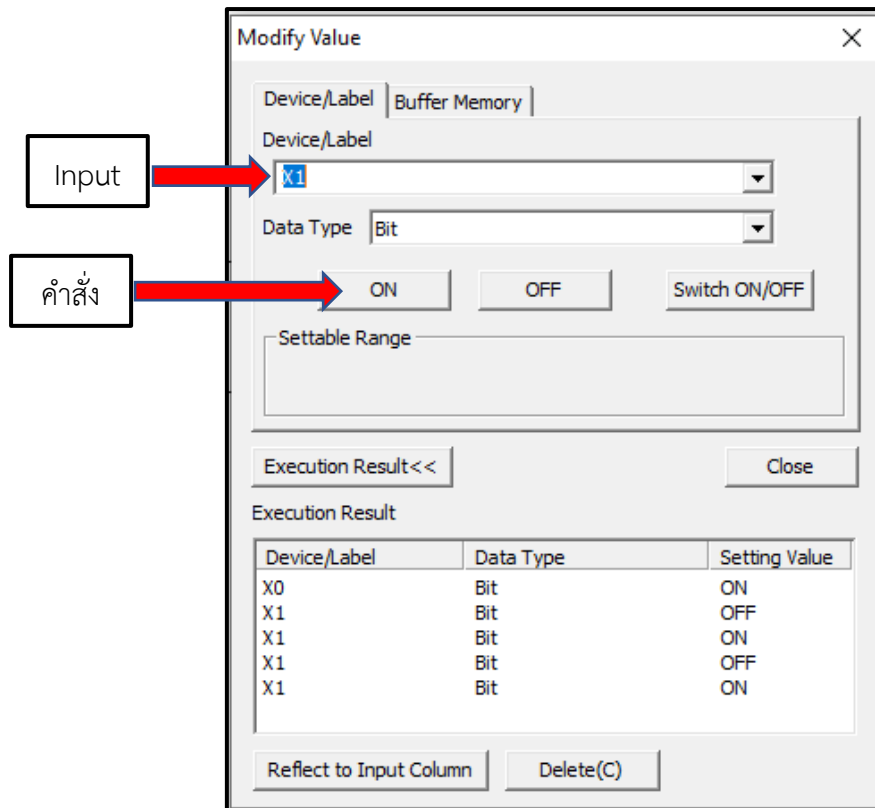 Modify Value
Device/Label Buffer Memory
Device/Label
Input
X1
Data Type Bit
คำสั่ง
ON OFF Switch ON/OFF
Settable Range
Execution Result<< Close
Execution Result
Device/Label Data Type Setting Value
X0 Bit ON
X1 Bit OFF
X1 Bit ON
X1 Bit OFF
X1 Bit ON
Reflect to Input Column Delete(C)